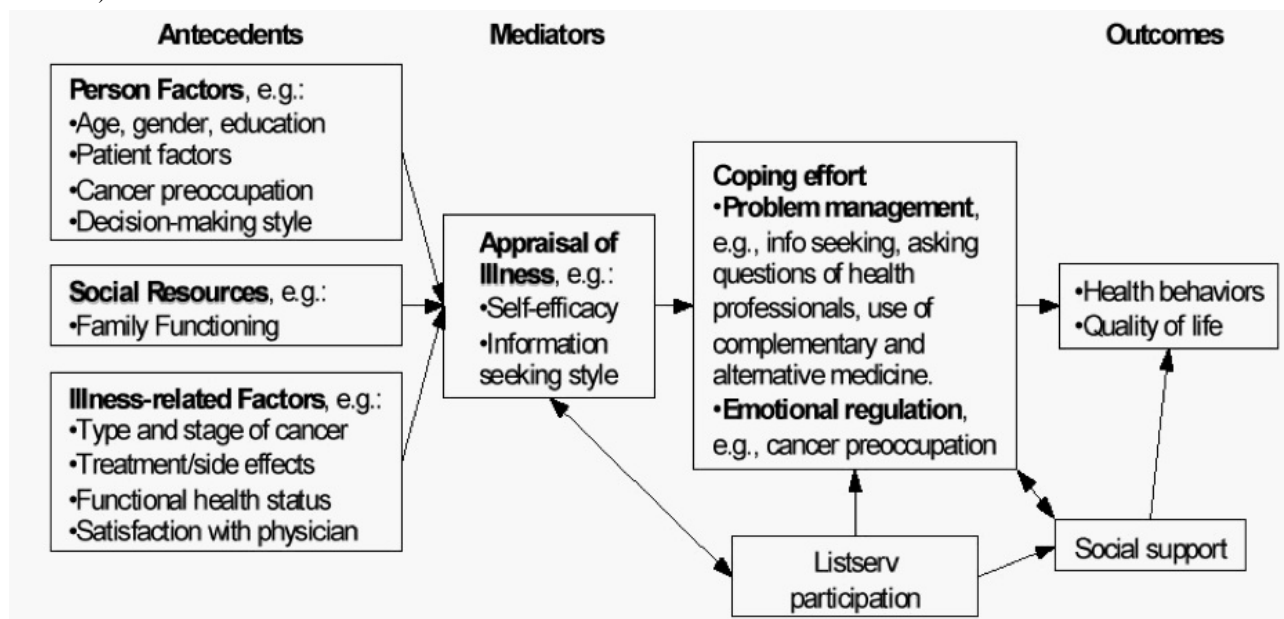 Antecedents
Mediators
Outcomes
Person Factors, e.g.:
•Age, gender, education
•Patient factors
•Cancer preoccupation
•Decision-making style
Social Resources, e.g.:
•Family Functioning
Illness-related Factors, e.g.:
•Type and stage of cancer
•Treatment/side effects
•Functional health status
•Satisfaction with physician
Appraisal of
Illness, e.g.:
•Self-efficacy
•Information
seeking style
Coping effort
•Problem management,
e.g., info seeking, asking
questions of health
professionals, use of
complementary and
alternative medicine.
•Emotional regulation,
e.g., cancer preoccupation
•Health behaviors
•Quality of life
Listserv
participation
Social support